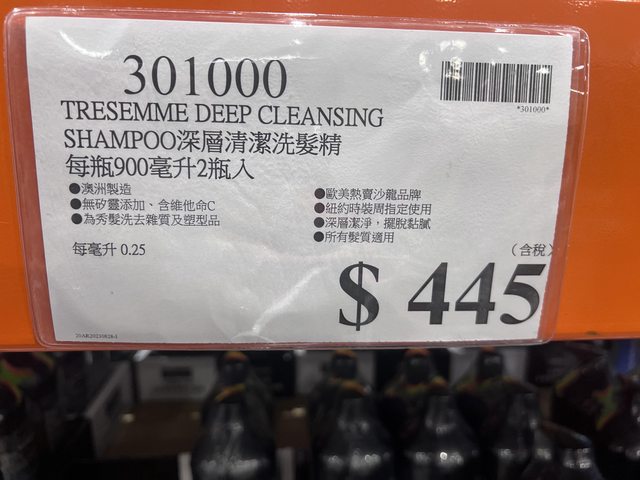 301000
*301000*
TRESEMME DEEP CLEANSING
SHAMPOO深層清潔洗髮精
每瓶900毫升2瓶入
●澳洲製造
●無矽靈添加、含維他命C
●為秀髮洗去雜質及塑型品
●歐美熱賣沙龍品牌
●紐約時裝周指定使用
●深層潔淨，擺脫黏膩
●所有髮質適用
每毫升 0.25
(含稅)
$ 445
20AR20230828-1